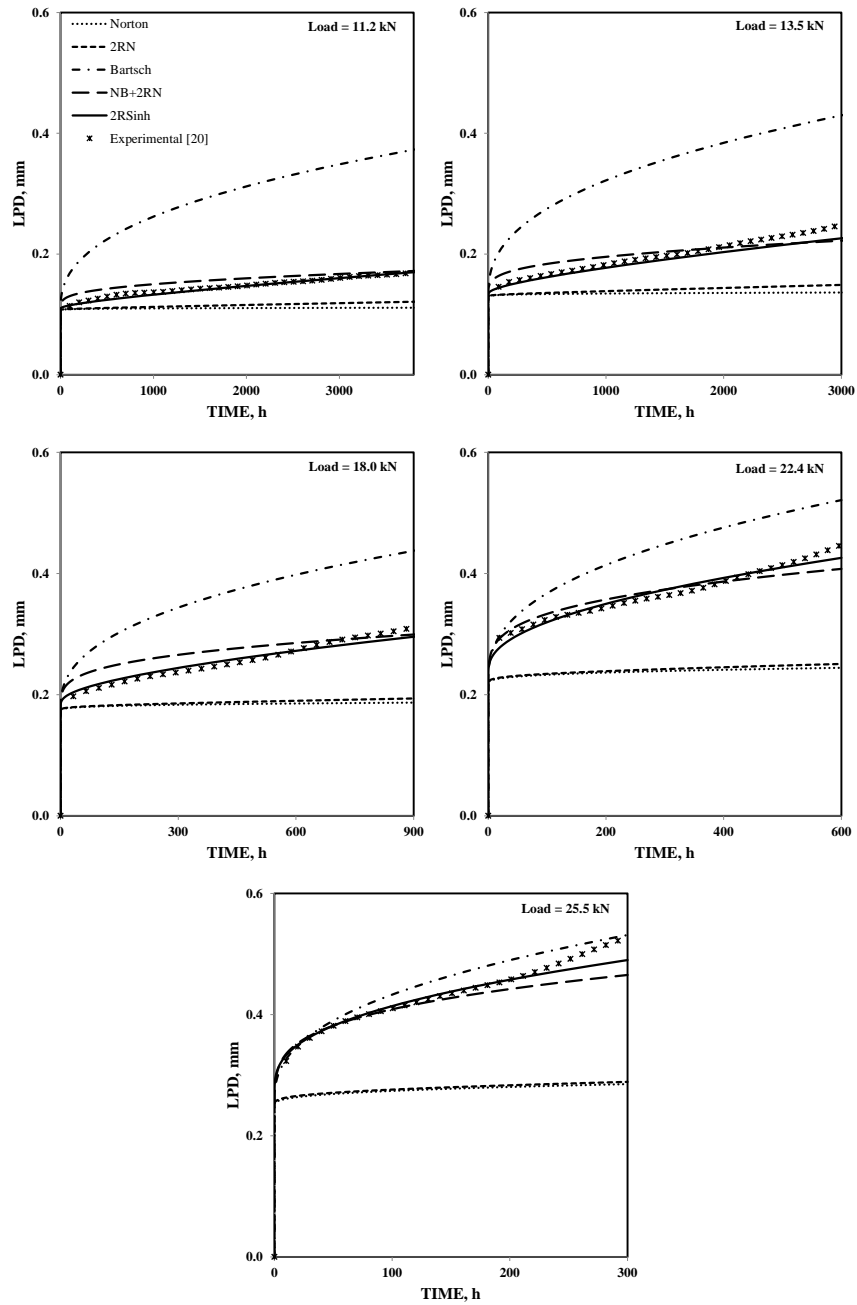 0.6
Norton
Load = 11.2 kN
2RN
Bartsch
NB+2RN
2RSinh
Experimental [20]
0.4
LPD, mm
0.2
0.0
0 1000 2000 3000
TIME, h
0.6
Load = 13.5 kN
0.4
LPD, mm
0.2
0.0
0 1000 2000 3000
TIME, h
0.6
Load = 18.0 kN
0.4
LPD, mm
0.2
0.0
0 300 600 900
TIME, h
0.6
Load = 22.4 kN
0.4
LPD, mm
0.2
0.0
0 200 400 600
TIME, h
0.6
Load = 25.5 kN
0.4
LPD, mm
0.2
0.0
0 100 200 300
TIME, h